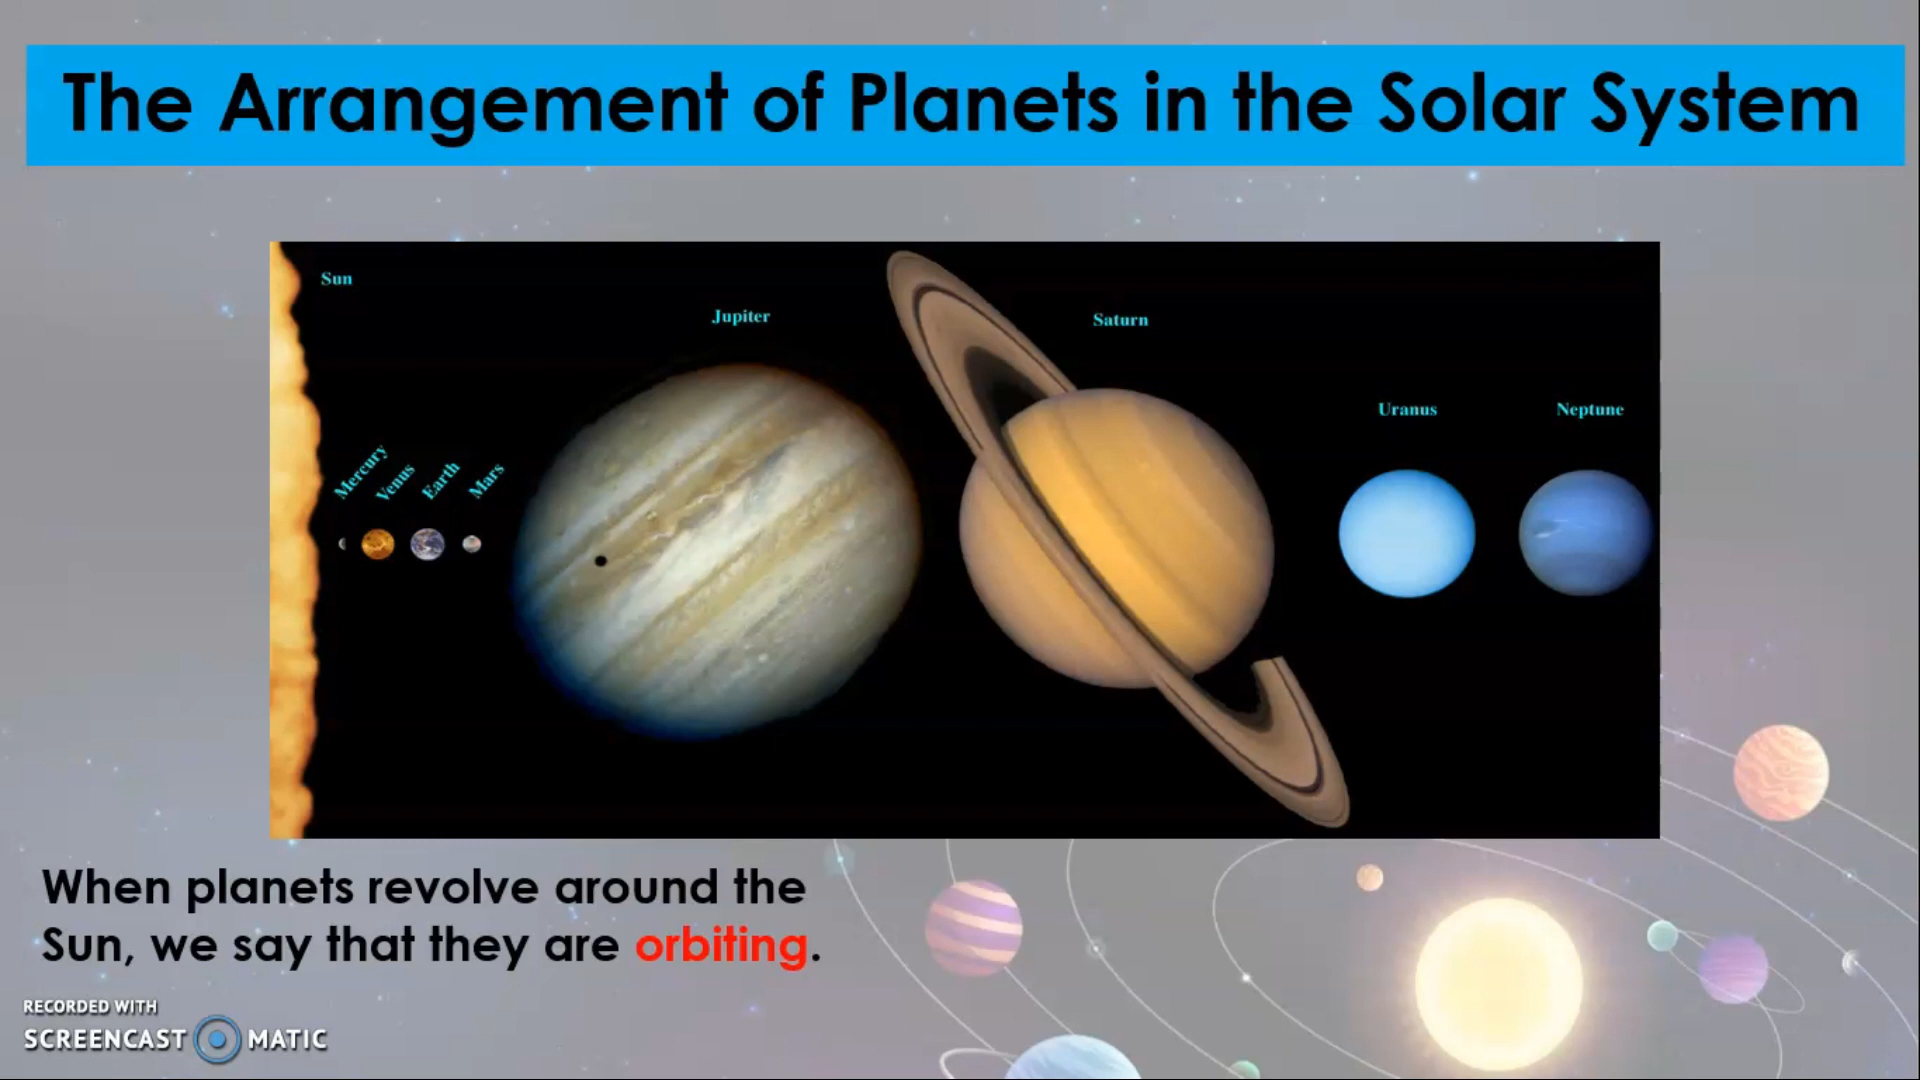 The Arrangement of Planets in the Solar System
Sun
Jupiter
Saturn
Uranus
Neptune
Mercury
Venus
Earth
Mars
When planets revolve around the
Sun, we say that they are orbiting.
RECORDED WITH
SCREENCAST MATIC